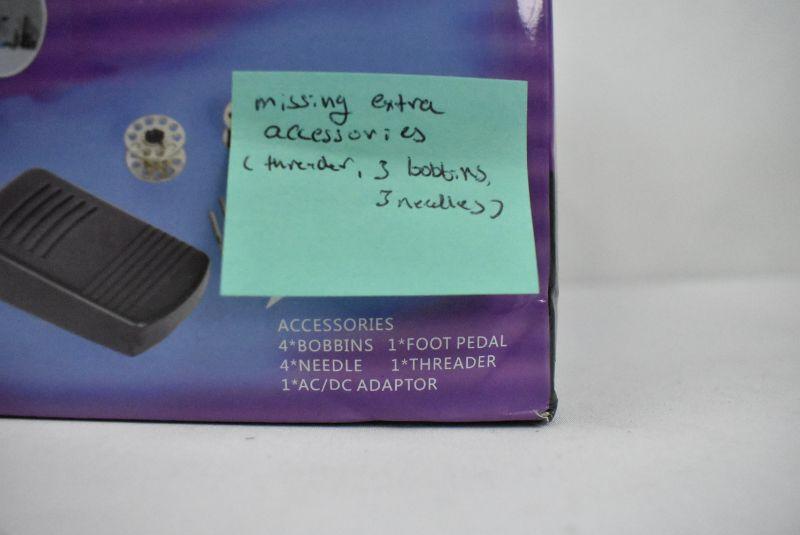 missing extra
accessories
(threader, 3 bobbins,
3 needles)
ACCESSORIES
4*BOBBINS 1*FOOT PEDAL
4*NEEDLE 1*THREADER
1*AC/DC ADAPTOR